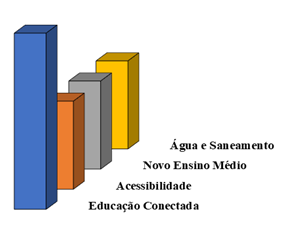 Água e Saneamento
Novo Ensino Médio
Acessibilidade
Educação Conectada